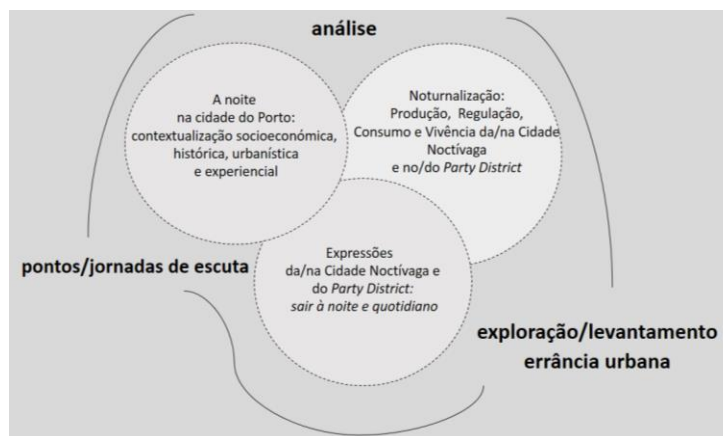 análise
A noite
na cidade do Porto:
contextualização socioeconómica,
histórica, urbanística
e experiencial
Noturnalização:
Produção, Regulação,
Consumo e Vivência da/na Cidade
Noctívaga
e no/do Party District
Expressões
da/na Cidade Noctívaga e
do Party District:
sair à noite e quotidiano
pontos/jornadas de escuta
exploração/levantamento
errância urbana